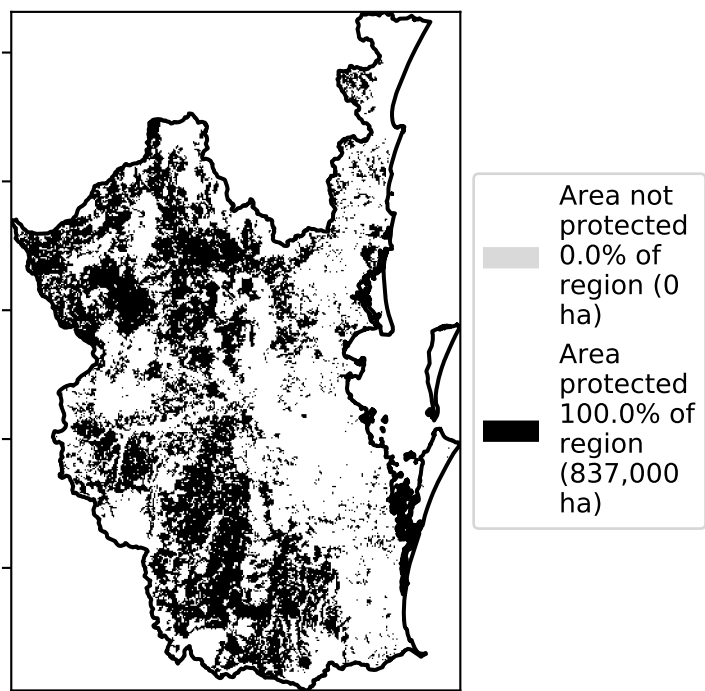 Area not
protected
0.0% of
region (0
ha)
Area
protected
100.0% of
region
(837,000
ha)